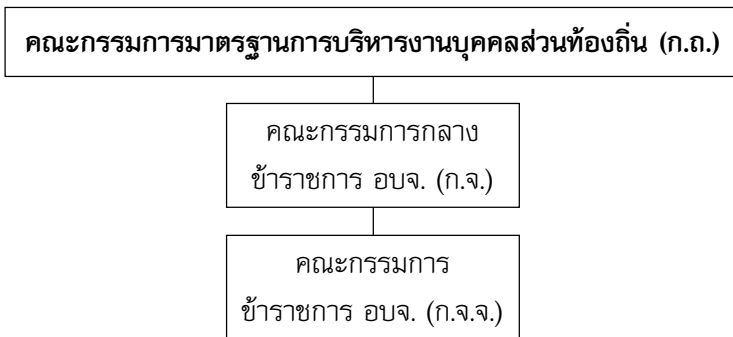 คณะกรรมการมาตรฐานการบริหารงานบุคคลส่วนท้องถิ่น (ก.ถ.)
คณะกรรมการกลาง
ข้าราชการ อบจ. (ก.จ.)
คณะกรรมการ
ข้าราชการ อบจ. (ก.จ.จ.)